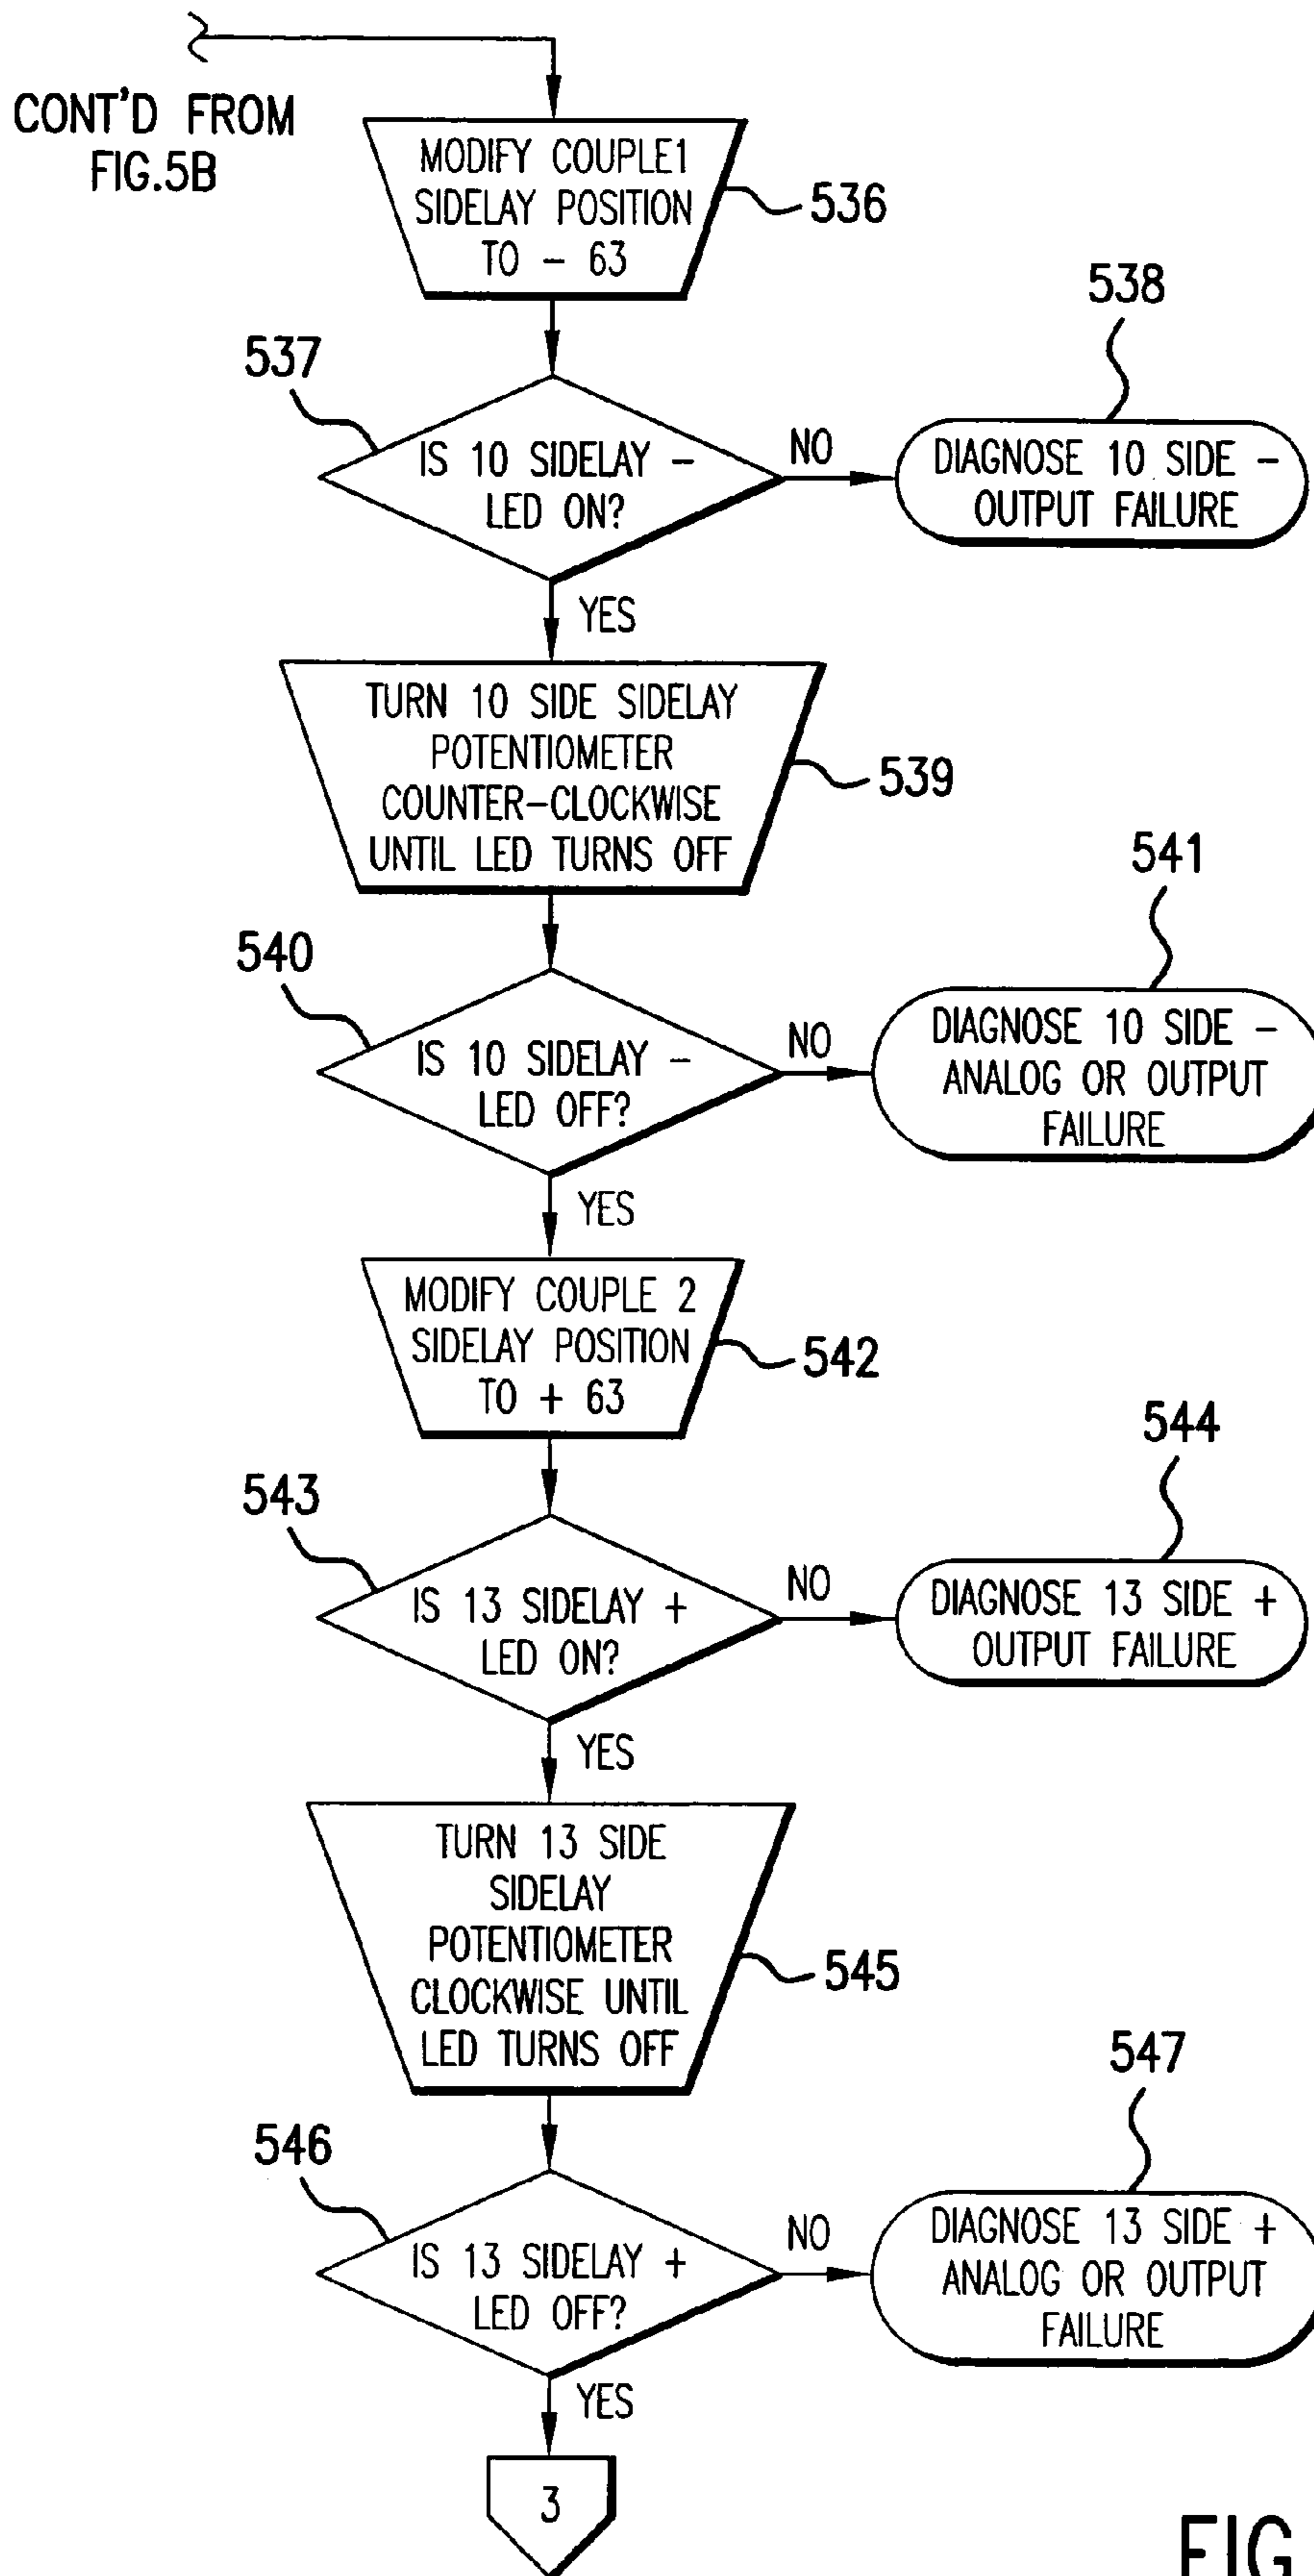 CONT'D FROM
FIG.5B
MODIFY COUPLE1
SIDELAY POSITION
TO - 63
536
537
IS 10 SIDELAY -
LED ON?
NO
538
DIAGNOSE 10 SIDE -
OUTPUT FAILURE
YES
TURN 10 SIDE SIDELAY
POTENTIOMETER
COUNTER-CLOCKWISE
UNTIL LED TURNS OFF
539
540
IS 10 SIDELAY -
LED OFF?
NO
541
DIAGNOSE 10 SIDE -
ANALOG OR OUTPUT
FAILURE
YES
MODIFY COUPLE 2
SIDELAY POSITION
TO + 63
542
543
IS 13 SIDELAY +
LED ON?
NO
544
DIAGNOSE 13 SIDE +
OUTPUT FAILURE
YES
TURN 13 SIDE
SIDELAY
POTENTIOMETER
CLOCKWISE UNTIL
LED TURNS OFF
545
546
IS 13 SIDELAY +
LED OFF?
NO
547
DIAGNOSE 13 SIDE +
ANALOG OR OUTPUT
FAILURE
YES
3
FIG